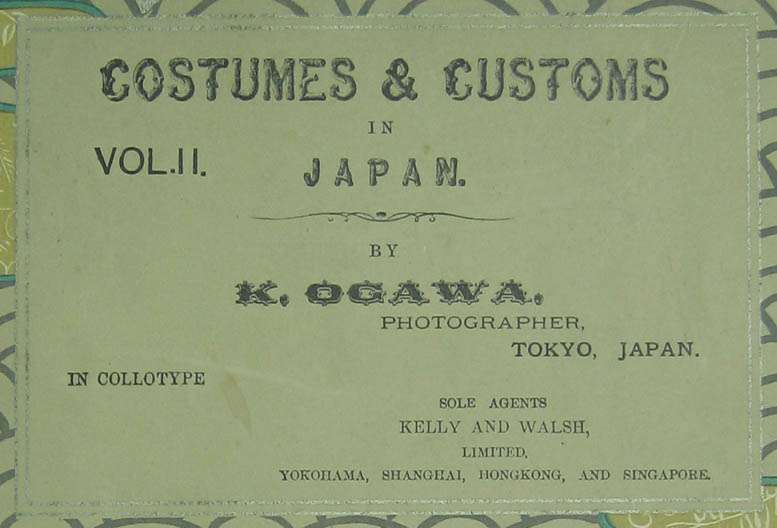 COSTUMES & CUSTOMS
IN
VOL.II.
JAPAN.
BY
K. OGAWA.
PHOTOGRAPHER,
TOKYO, JAPAN.
IN COLLOTYPE
SOLE AGENTS
KELLY AND WALSH,
LIMITED.
YOKOHAMA, SHANGHAI, HONGKONG, AND SINGAPORE.